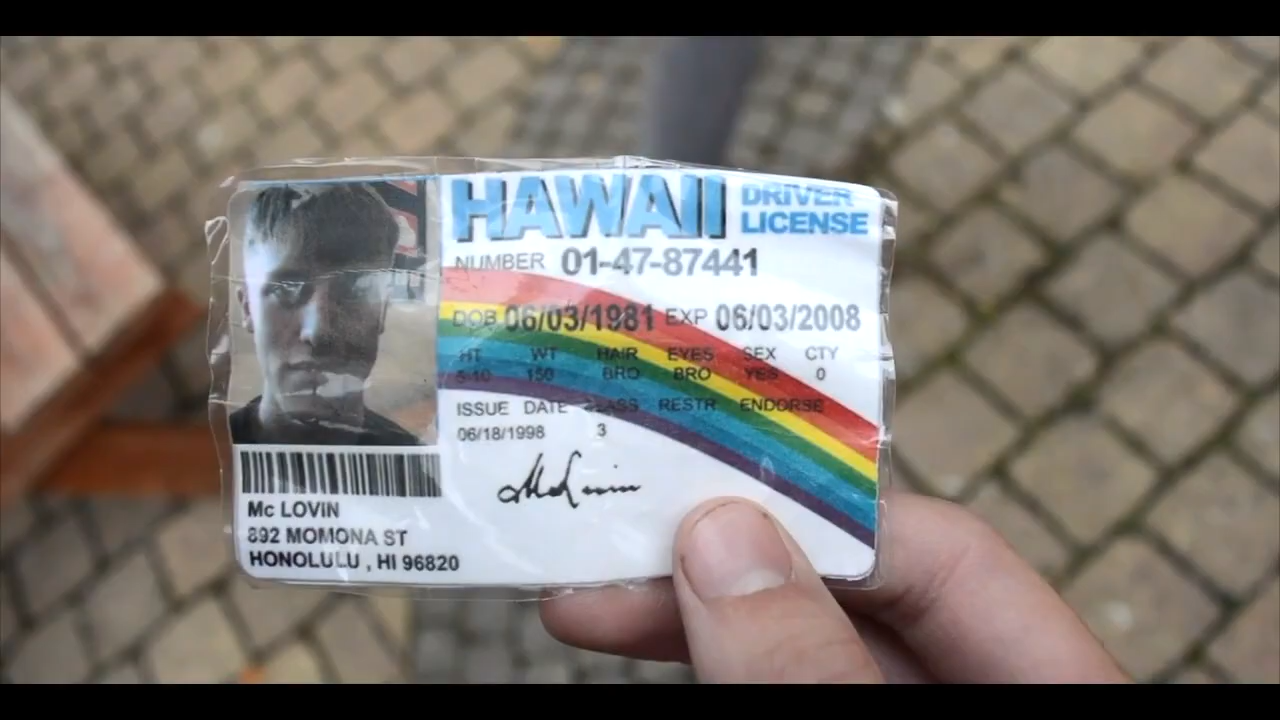 HAWAII DRIVER LICENSE
NUMBER 01-47-87441
DOB 06/03/1981 EXP 06/03/2008
HT WT HAIR EYES SEX CTY
5-10 150 BRO BRO YES 0
ISSUE DATE CLASS RESTR ENDORSE
06/18/1998 3
McLovin
Mc LOVIN
892 MOMONA ST
HONOLULU , HI 96820